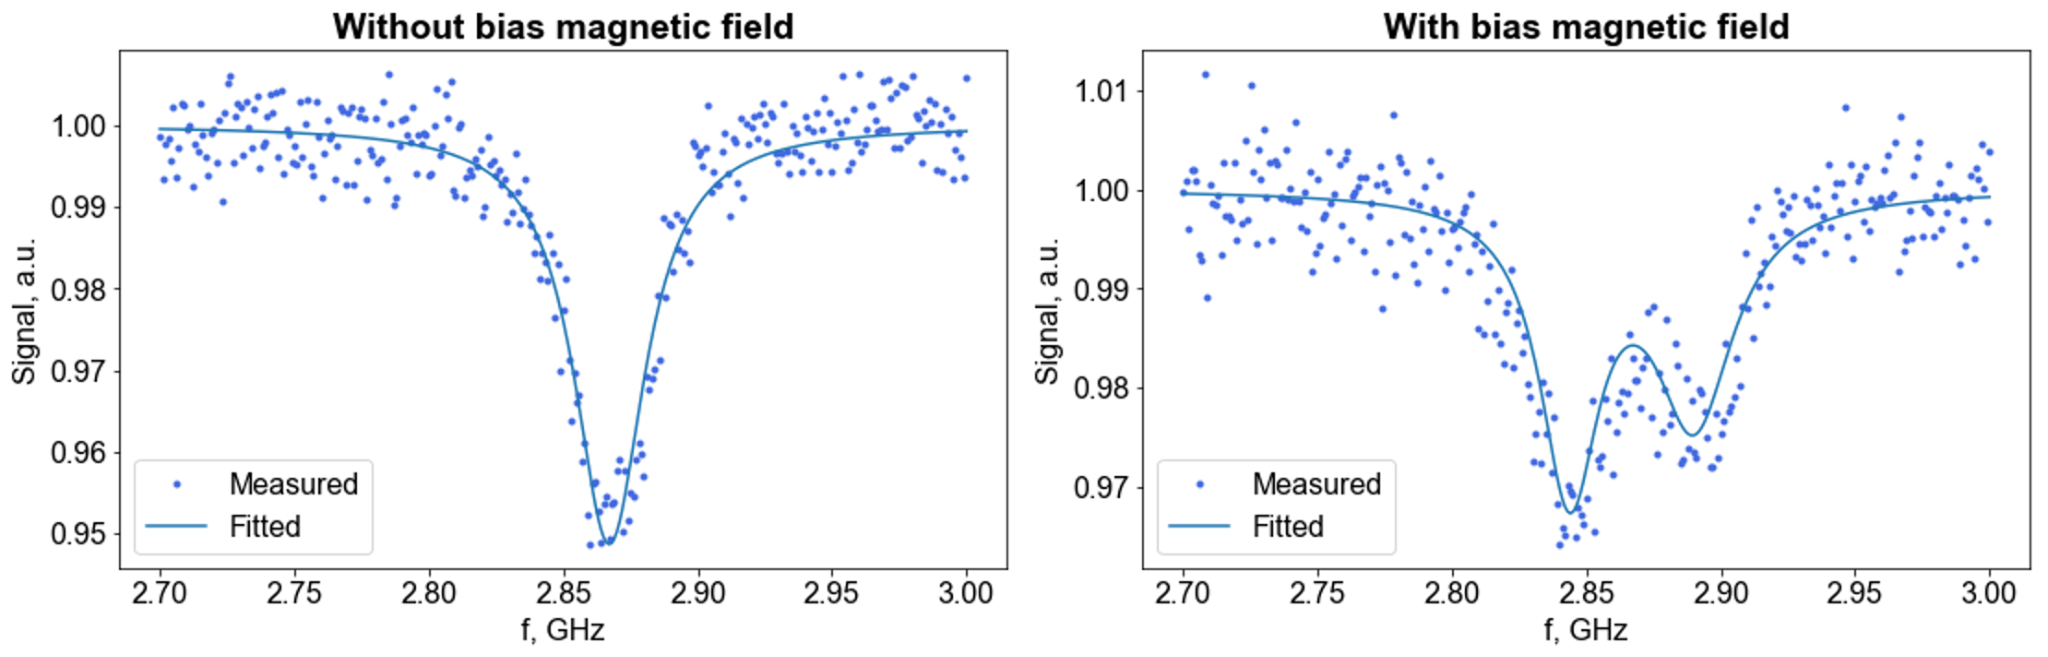 Without bias magnetic field
1.00
0.99
0.98
0.97
0.96
0.95
Signal, a.u.
Measured
Fitted
2.70 2.75 2.80 2.85 2.90 2.95 3.00
f, GHz
With bias magnetic field
1.01
1.00
0.99
0.98
0.97
Signal, a.u.
Measured
Fitted
2.70 2.75 2.80 2.85 2.90 2.95 3.00
f, GHz